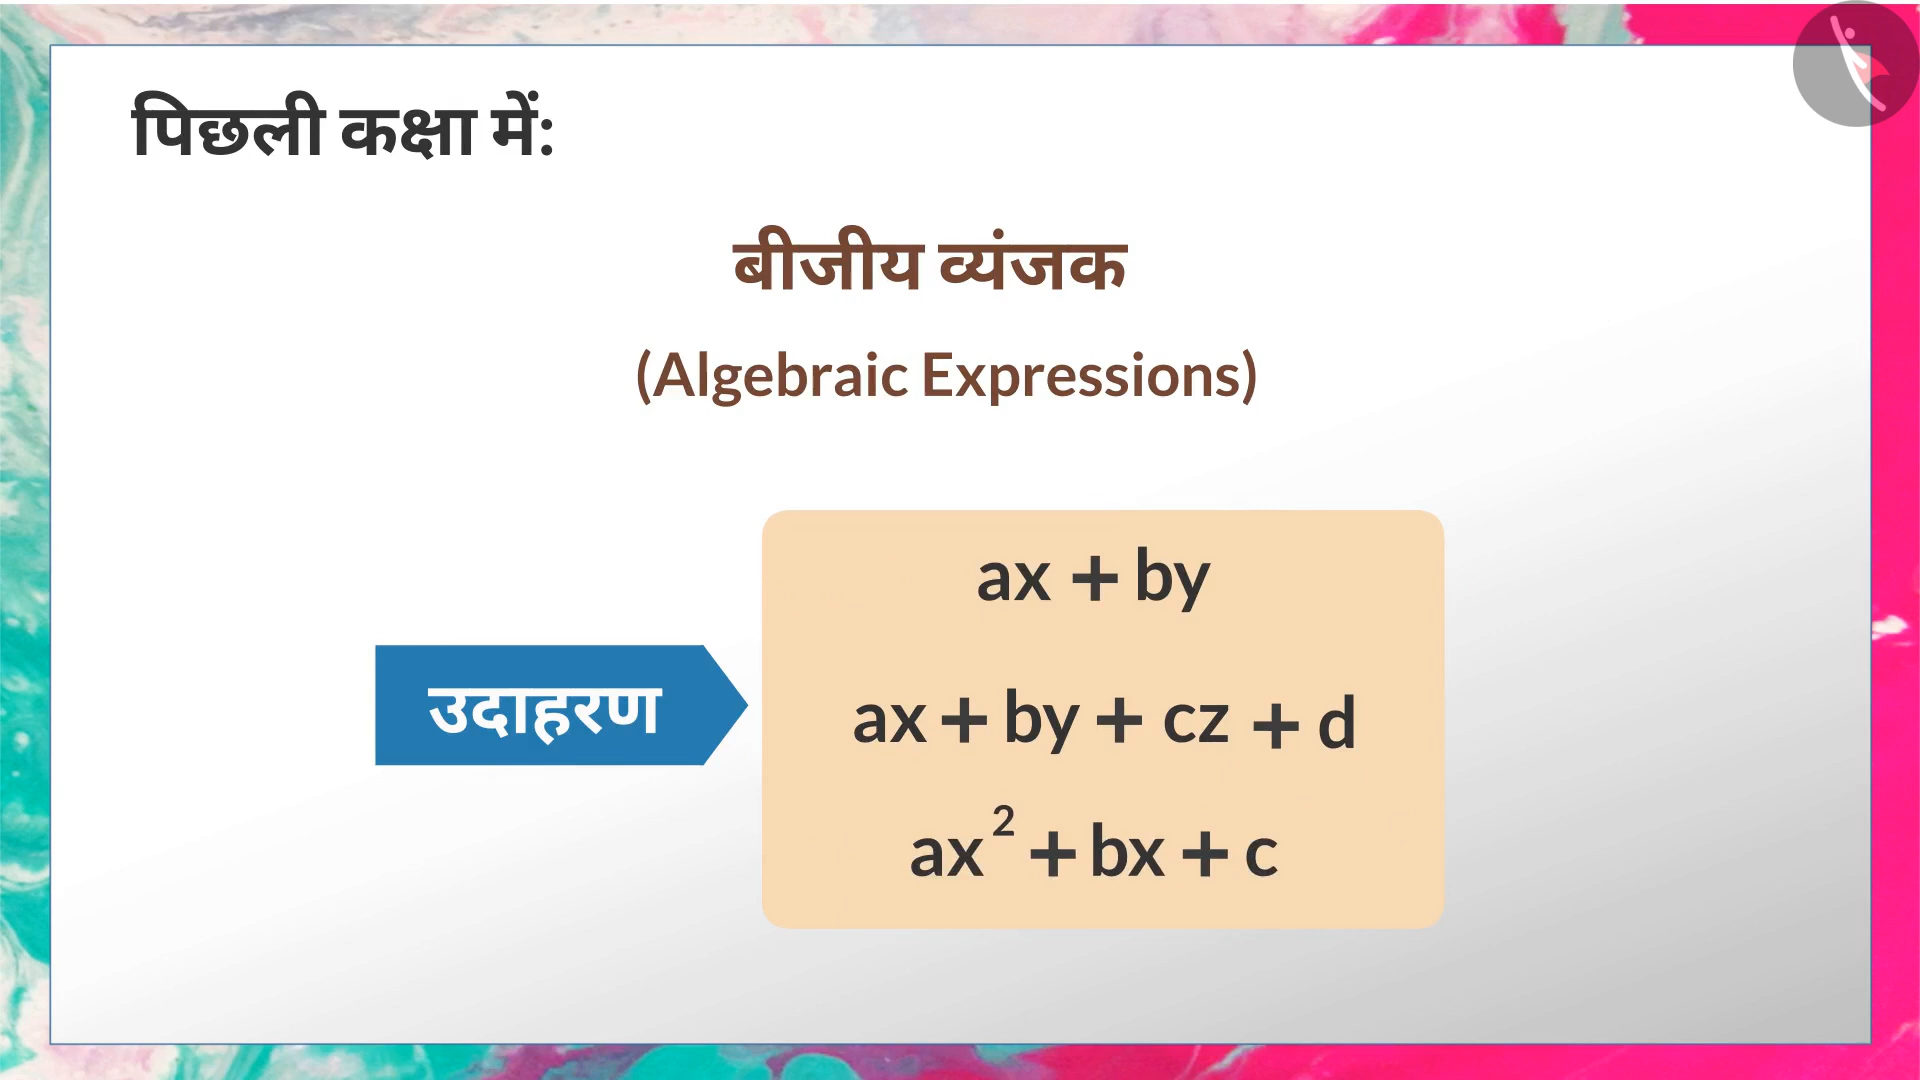 पिछली कक्षा में:
बीजीय व्यंजक
(Algebraic Expressions)
ax + by
उदाहरण
ax + by + cz + d
ax² + bx + c